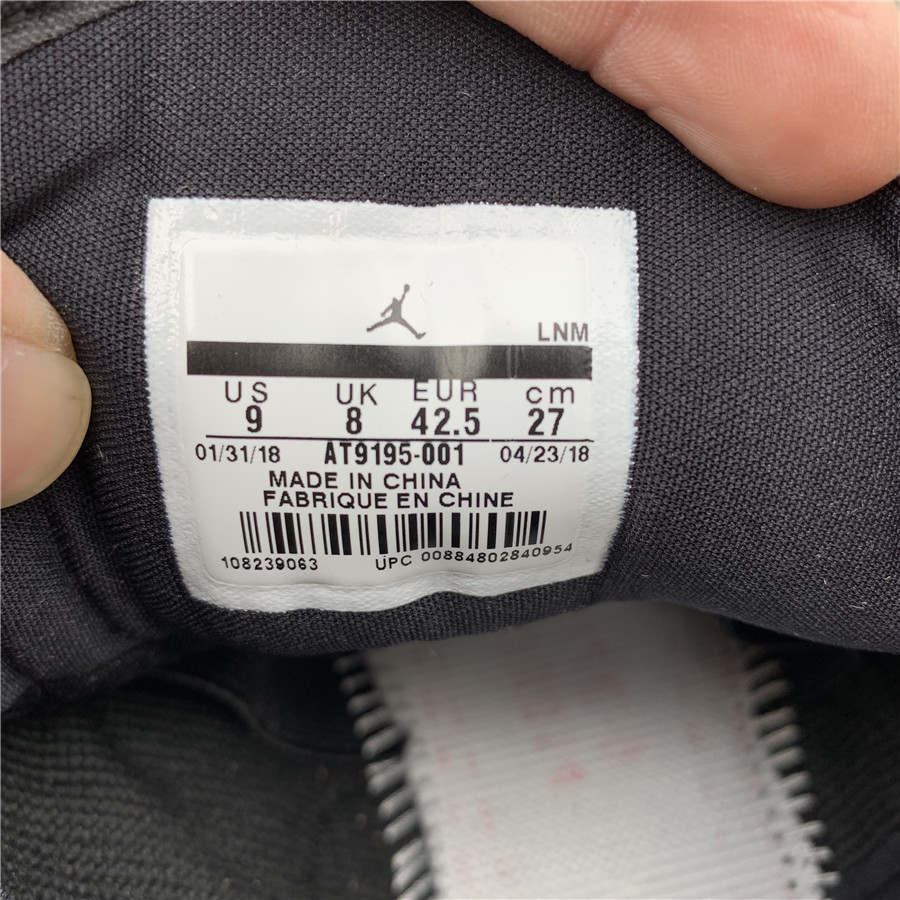 LNM
US UK EUR cm
9 8 42.5 27
01/31/18 AT9195-001 04/23/18
MADE IN CHINA
FABRIQUE EN CHINE
108239063 UPC 00884802840954